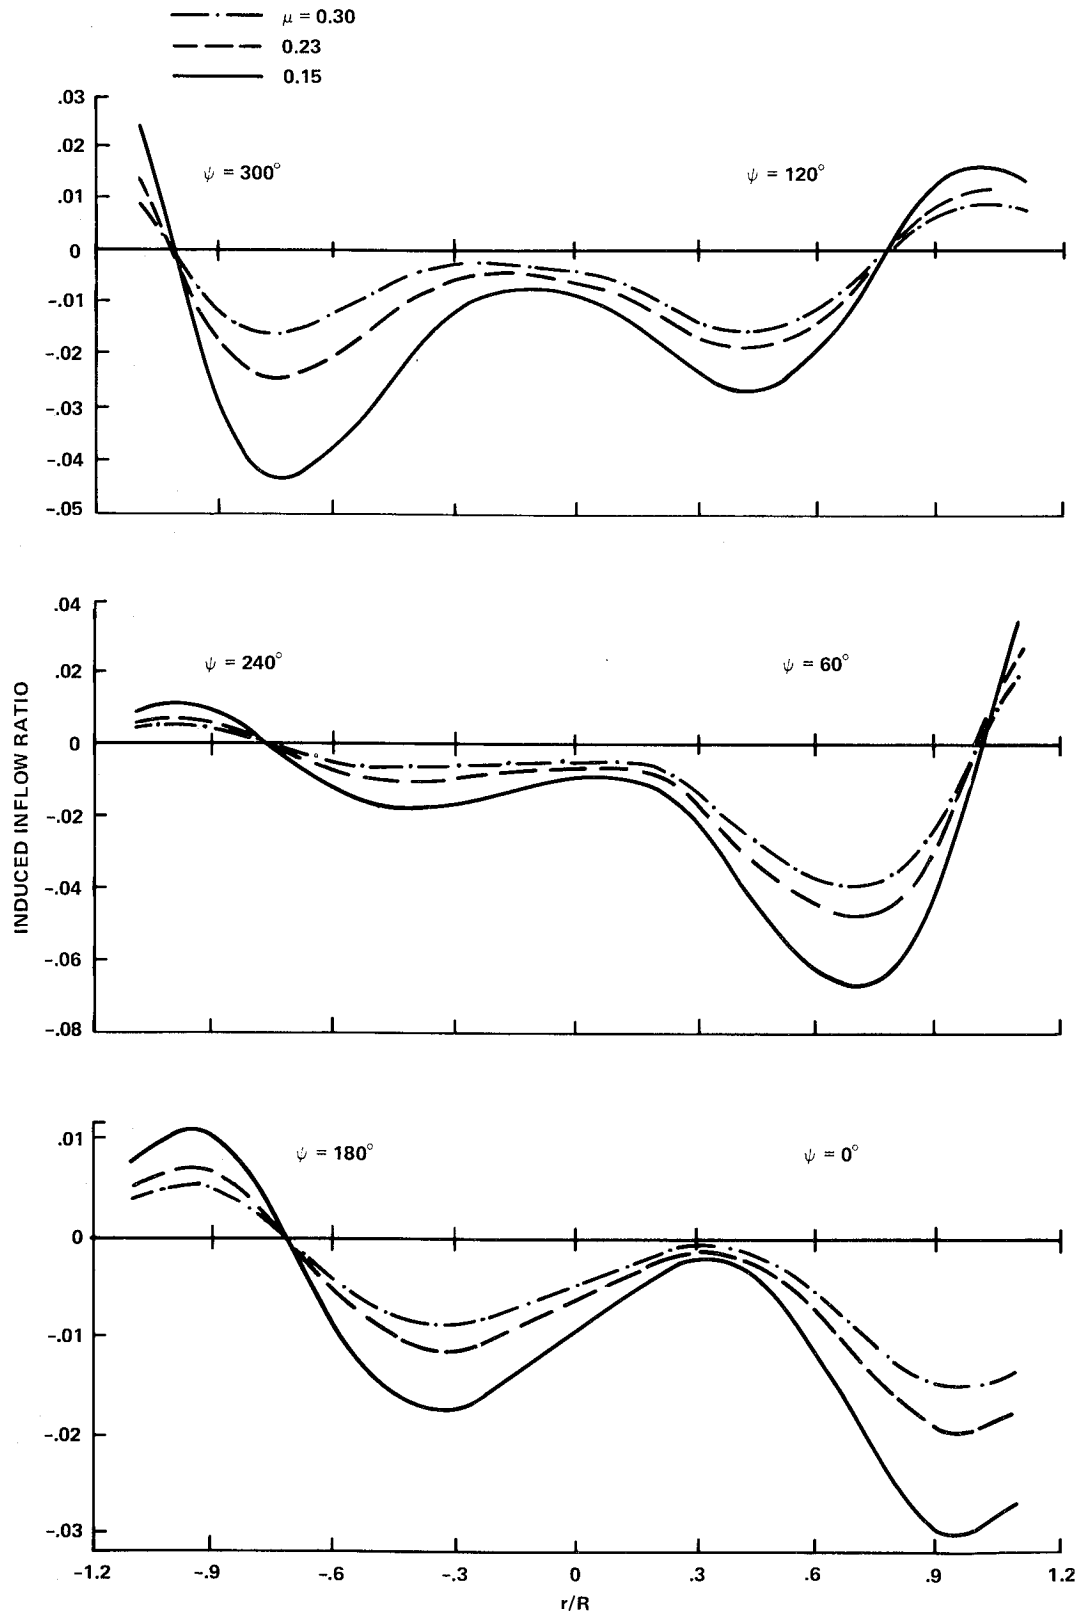 μ = 0.30
0.23
0.15
.03
.02
.01
0
-.01
-.02
-.03
-.04
-.05
ψ = 300°
ψ = 120°
.04
.02
0
-.02
-.04
-.06
-.08
ψ = 240°
ψ = 60°
INDUCED INFLOW RATIO
.01
0
-.01
-.02
-.03
ψ = 180°
ψ = 0°
-1.2 -.9 -.6 -.3 0 .3 .6 .9 1.2
r/R